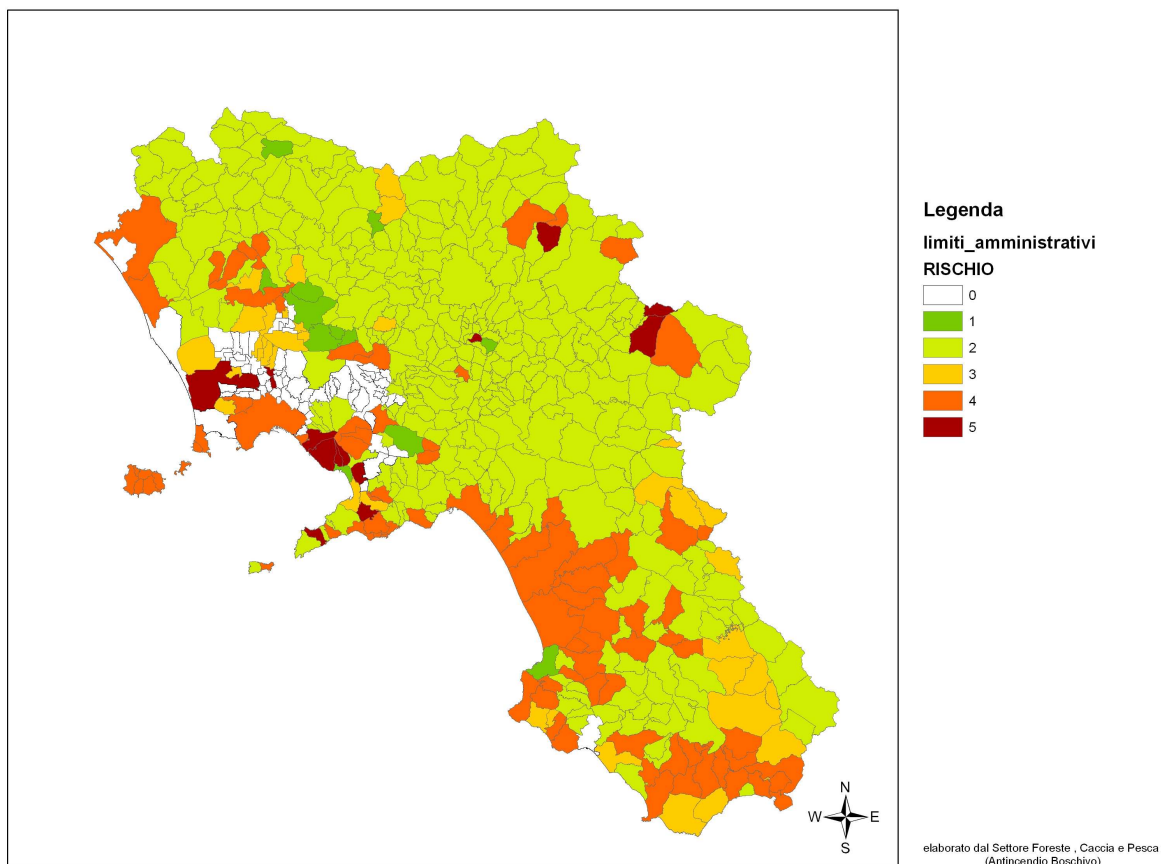 Legenda
limiti_amministrativi
RISCHIO
0
1
2
3
4
5
N
W E
S
elaborato dal Settore Foreste , Caccia e Pesca
(Antincendio Boschivo)